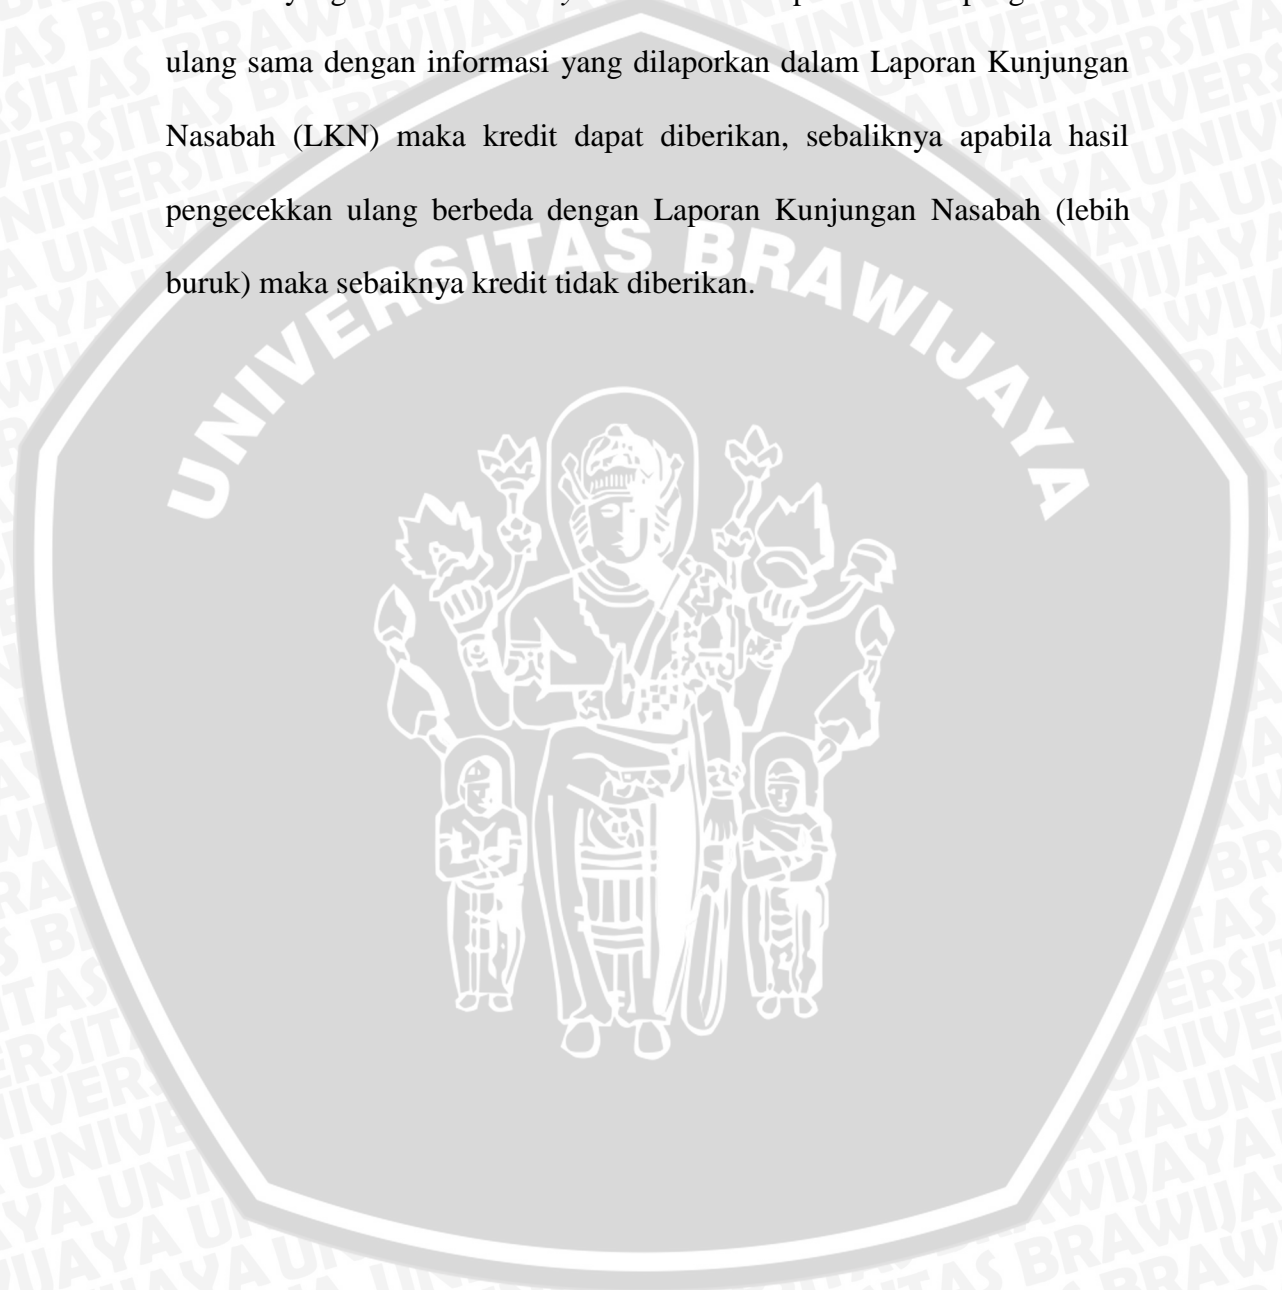 ulang sama dengan informasi yang dilaporkan dalam Laporan Kunjungan
Nasabah (LKN) maka kredit dapat diberikan, sebaliknya apabila hasil
pengecekkan ulang berbeda dengan Laporan Kunjungan Nasabah (lebih
buruk) maka sebaiknya kredit tidak diberikan.
UNIVERSITAS BRAWIJAYA